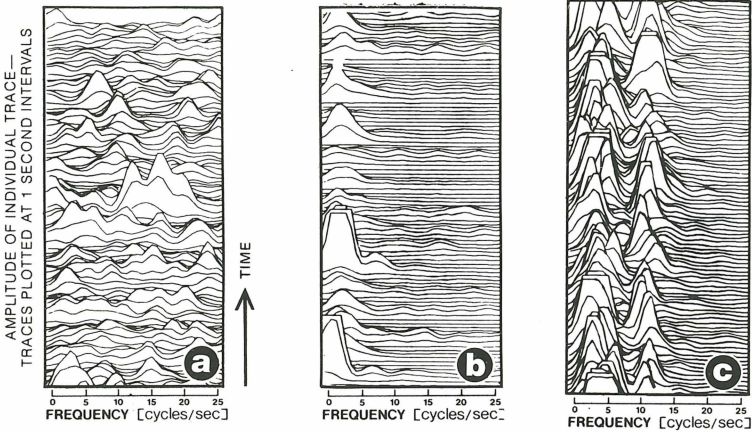 AMPLITUDE OF INDIVIDUAL TRACE—
TRACES PLOTTED AT 1 SECOND INTERVALS
a
TIME
0 5 10 15 20 25
FREQUENCY [cycles/sec]
b
0 5 10 15 20 25
FREQUENCY [cycles/sec]
c
0 5 10 15 20 25
FREQUENCY [cycles/sec]